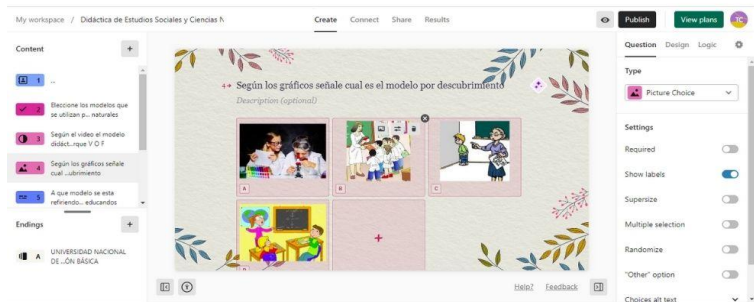 My workspace / Didáctica de Estudios Sociales y Ciencias N
Create Connect Share Results
Publish
View plans
TC
Content
+
1 ..
2 Eleccione los modelos que
se utilizan p... naturales
3 Según el video el modelo
didáct...rque V O F
4 Según los gráficos señale
cual ...ubrimiento
5 A que modelo se esta
refiriendo... educandos
Endings
+
A UNIVERSIDAD NACIONAL
DE ...ÓN BÁSICA
4 Según los gráficos señale cual es el modelo por descubrimiento
Description (optional)
A
B
C
+
Help? Feedback
Question Design Logic
Type
Picture Choice
Settings
Required
Show labels
Supersize
Multiple selection
Randomize
"Other" option
Choices alt text